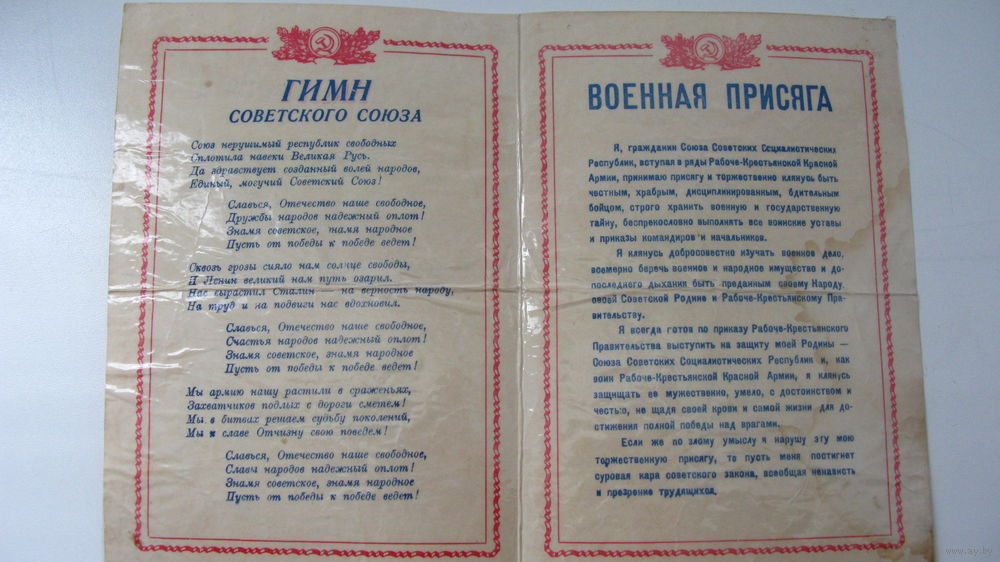 ГИМН
СОВЕТСКОГО СОЮЗА
Союз нерушимый республик свободных
Сплотила навеки Великая Русь.
Да здравствует созданный волей народов,
Единый, могучий Советский Союз!
Славься, Отечество наше свободное,
Дружбы народов надежный оплот!
Знамя советское, знамя народное
Пусть от победы к победе ведет!
Сквозь грозы сияло нам солнце свободы,
И Ленин великий нам путь озарил.
Нас вырастил Сталин — на верность народу,
На труд и на подвиги нас вдохновил.
Славься, Отечество наше свободное,
Счастья народов надежный оплот!
Знамя советское, знамя народное
Пусть от победы к победе ведет!
Мы армию нашу растили в сраженьях,
Захватчиков подлых с дороги сметем!
Мы в битвах решаем судьбу поколений,
Мы к славе Отчизну свою поведем!
Славься, Отечество наше свободное,
Славы народов надежный оплот!
Знамя советское, знамя народное
Пусть от победы к победе ведет!
ВОЕННАЯ ПРИСЯГА
Я, гражданин Союза Советских Социалистических
Республик, вступая в ряды Рабоче-Крестьянской Красной
Армии, принимаю присягу и торжественно клянусь быть
честным, храбрым, дисциплинированным, бдительным
бойцом, строго хранить военную и государственную
тайну, беспрекословно выполнять все воинские уставы
и приказы командиров и начальников.
Я клянусь добросовестно изучать военное дело,
всемерно беречь военное и народное имущество и до-
последнего дыхания быть преданным своему Народу,
своей Советской Родине и Рабоче-Крестьянскому Пра-
вительству.
Я всегда готов по приказу Рабоче-Крестьянского
Правительства выступить на защиту моей Родины —
Союза Советских Социалистических Республик и, как
воин Рабоче-Крестьянской Красной Армии, я клянусь
защищать ее мужественно, умело, с достоинством и
честью, не щадя своей крови и самой жизни для до-
стижения полной победы над врагами.
Если же по злому умыслу я нарушу эту мою
торжественную присягу, то пусть меня постигнет
суровая кара советского закона, всеобщая ненависть
и презрение трудящихся.
www.ay.by